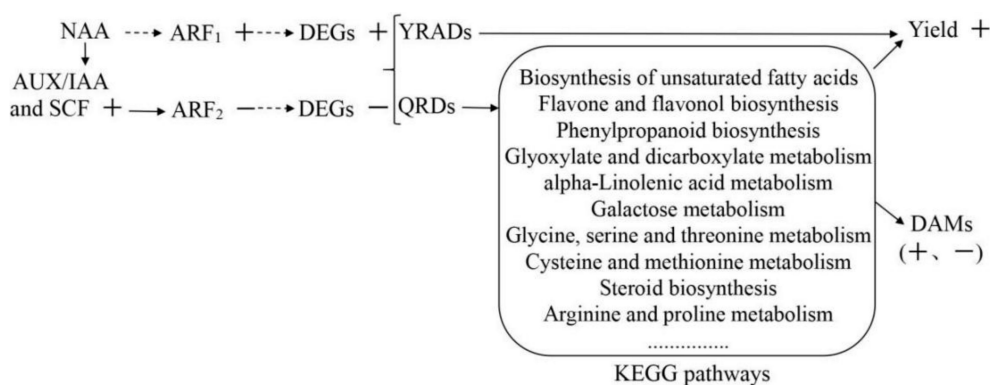 NAA ARF₁ + DEGs + YRADs Yield +
AUX/IAA
and SCF + ARF₂ − DEGs − QRDs
Biosynthesis of unsaturated fatty acids
Flavone and flavonol biosynthesis
Phenylpropanoid biosynthesis
Glyoxylate and dicarboxylate metabolism
alpha-Linolenic acid metabolism
Galactose metabolism
Glycine, serine and threonine metabolism
Cysteine and methionine metabolism
Steroid biosynthesis
Arginine and proline metabolism
...............
KEGG pathways
DAMs
(+、−)